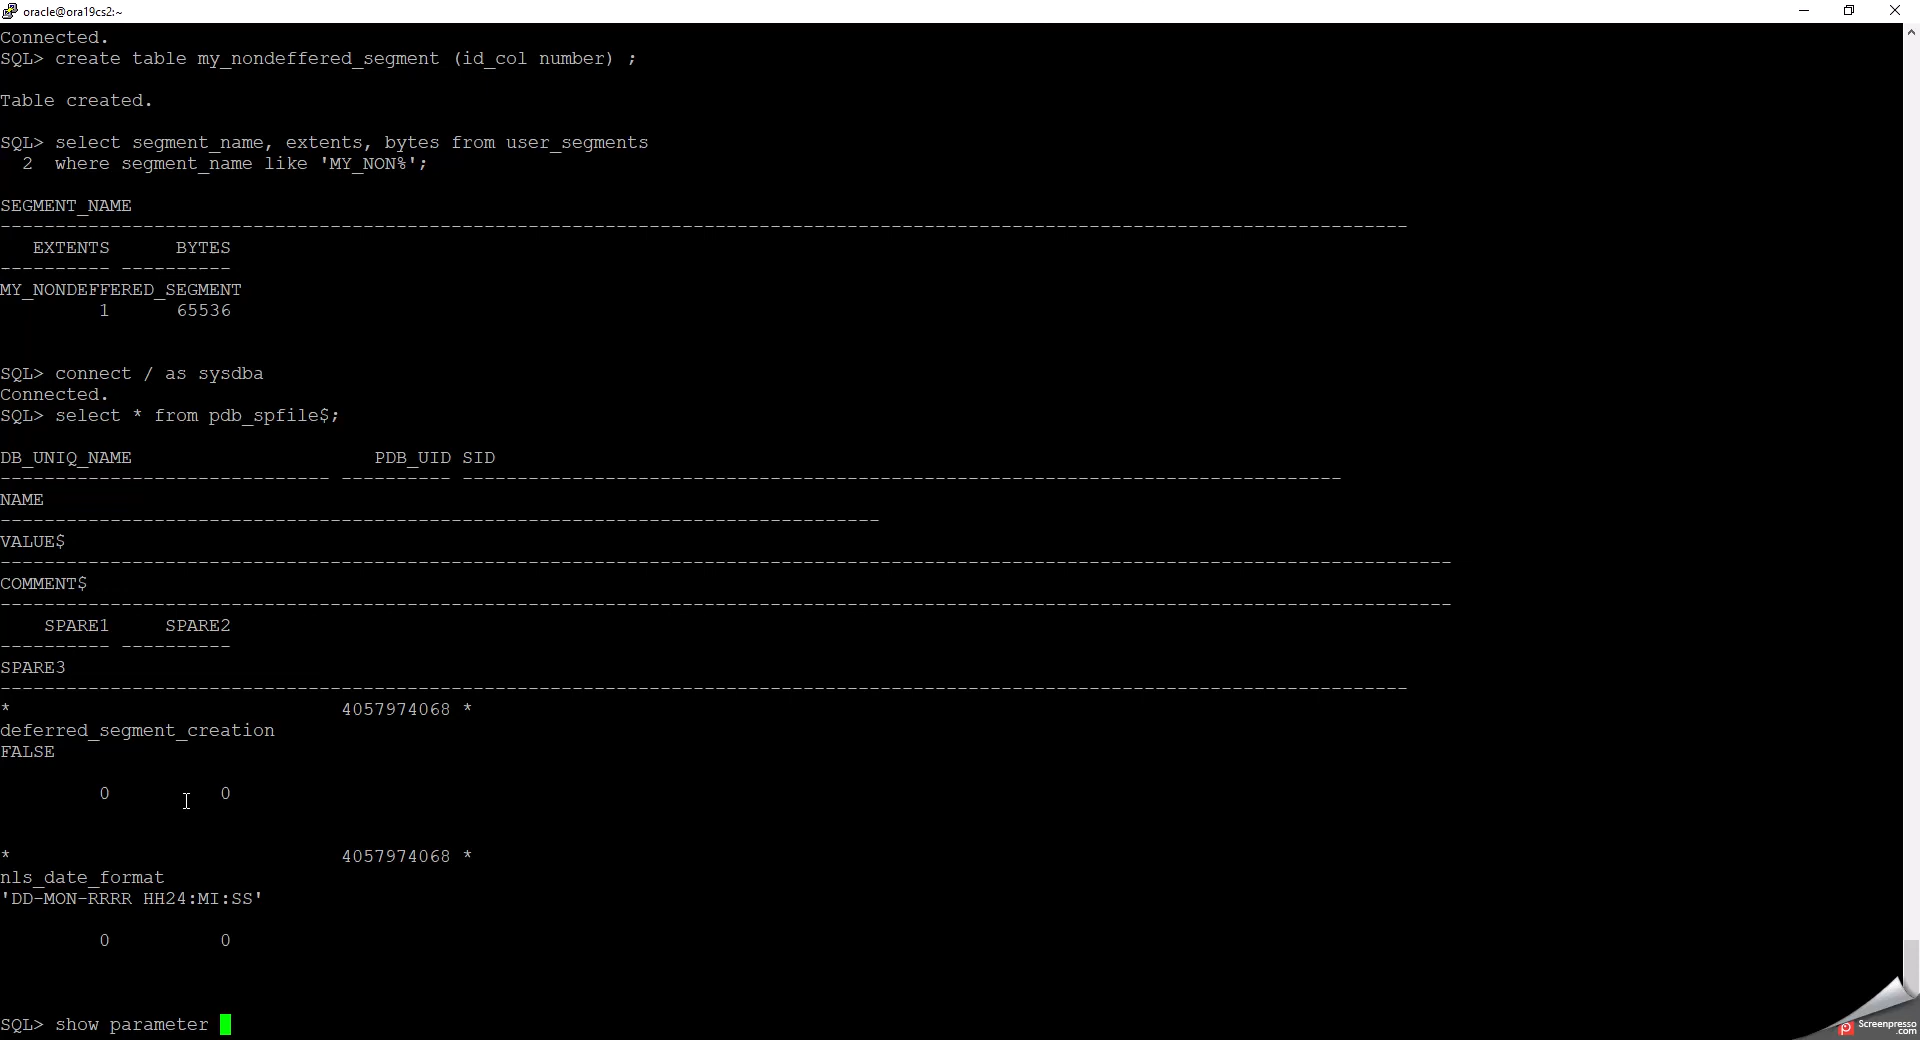 oracle@ora19cs2:~
Connected.
SQL> create table my_nondeffered_segment (id_col number) ;
Table created.
SQL> select segment_name, extents, bytes from user_segments
  2  where segment_name like 'MY_NON%';
SEGMENT_NAME
--------------------------------------------------------------------------------------------------------------------------------
   EXTENTS      BYTES
---------- ----------
MY_NONDEFFERED_SEGMENT
         1      65536
SQL> connect / as sysdba
Connected.
SQL> select * from pdb_spfile$;
DB_UNIQ_NAME                      PDB_UID SID
------------------------------ ---------- --------------------------------------------------------------------------------
NAME
--------------------------------------------------------------------------------
VALUE$
------------------------------------------------------------------------------------------------------------------------------------
COMMENT$
------------------------------------------------------------------------------------------------------------------------------------
    SPARE1     SPARE2
---------- ----------
SPARE3
--------------------------------------------------------------------------------------------------------------------------------
*                              4057974068 *
deferred_segment_creation
FALSE
         0          0
*                              4057974068 *
nls_date_format
'DD-MON-RRRR HH24:MI:SS'
         0          0
SQL> show parameter
Screenpresso
.com